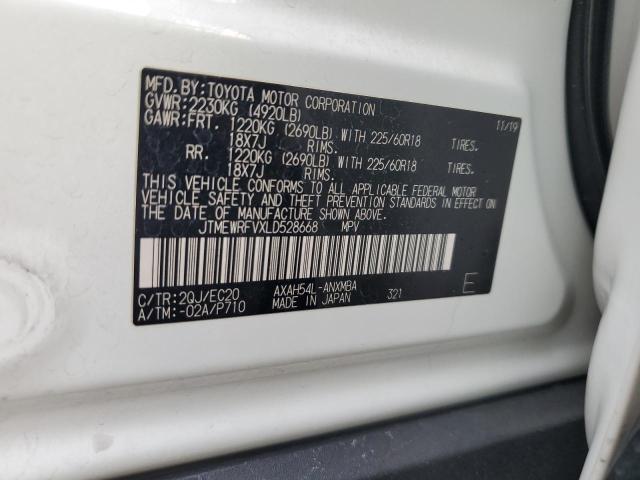 MFD.BY:TOYOTA MOTOR CORPORATION 11/19
GVWR:2230KG (4920LB)
GAWR:FRT. 1220KG (2690LB) WITH 225/60R18 TIRES.
18X7J RIMS.
RR. 1220KG (2690LB) WITH 225/60R18 TIRES.
18X7J RIMS.
THIS VEHICLE CONFORMS TO ALL APPLICABLE FEDERAL MOTOR
VEHICLE SAFETY AND THEFT PREVENTION STANDARDS IN
EFFECT ON THE DATE OF MANUFACTURE SHOWN ABOVE.
JTMEWRFVXLD528668 MPV
C/TR:2QJ/EC20 AXAH54L-ANXMBA E
A/TM:-02A/P710 MADE IN JAPAN 321